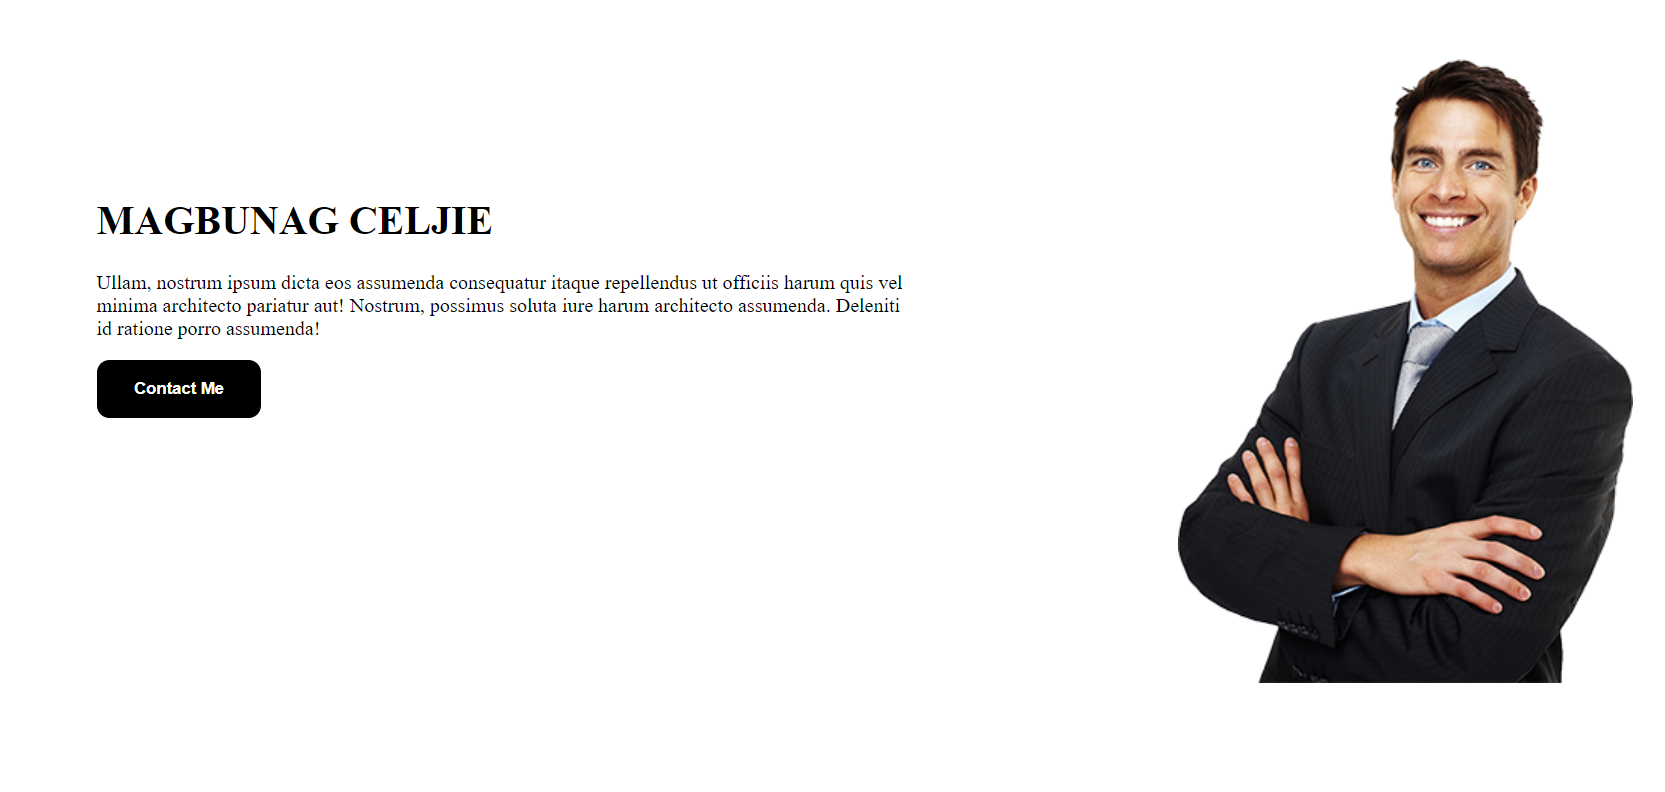 MAGBUNAG CELJIE
Ullam, nostrum ipsum dicta eos assumenda consequatur itaque repellendus ut officiis harum quis vel
minima architecto pariatur aut! Nostrum, possimus soluta iure harum architecto assumenda. Deleniti
id ratione porro assumenda!
Contact Me